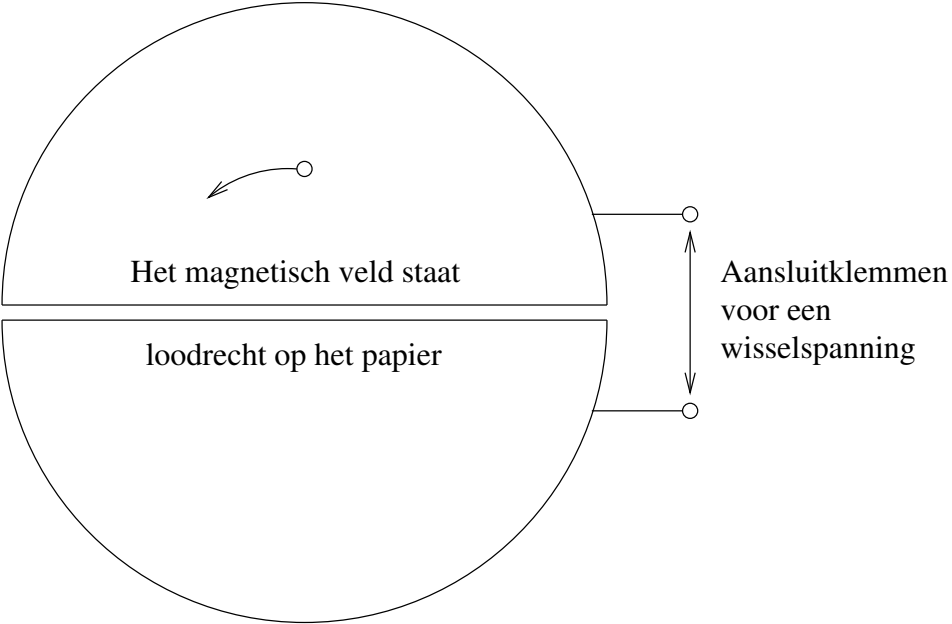 Het magnetisch veld staat
loodrecht op het papier
Aansluitklemmen
voor een
wisselspanning